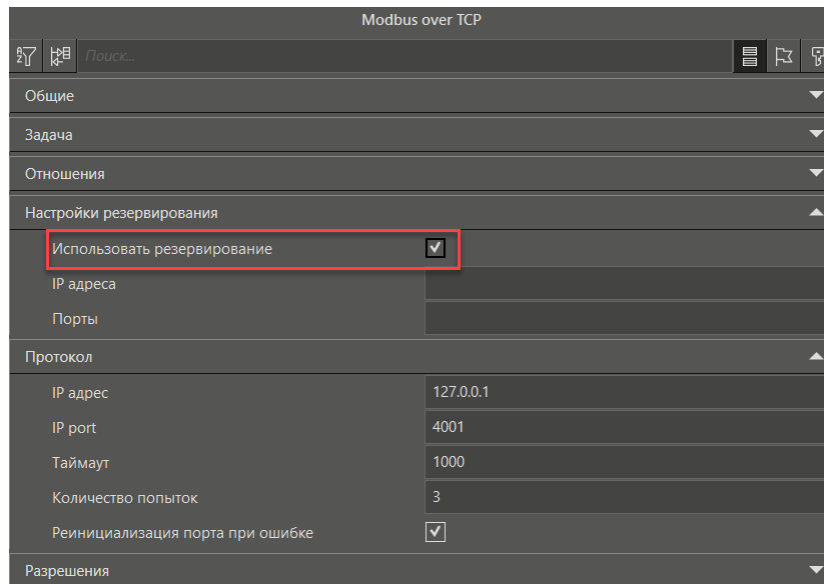 Modbus over TCP
Поиск...
Общие
Задача
Отношения
Настройки резервирования
Использовать резервирование
IP адреса
Порты
Протокол
IP адрес 127.0.0.1
IP port 4001
Таймаут 1000
Количество попыток 3
Реинициализация порта при ошибке
Разрешения